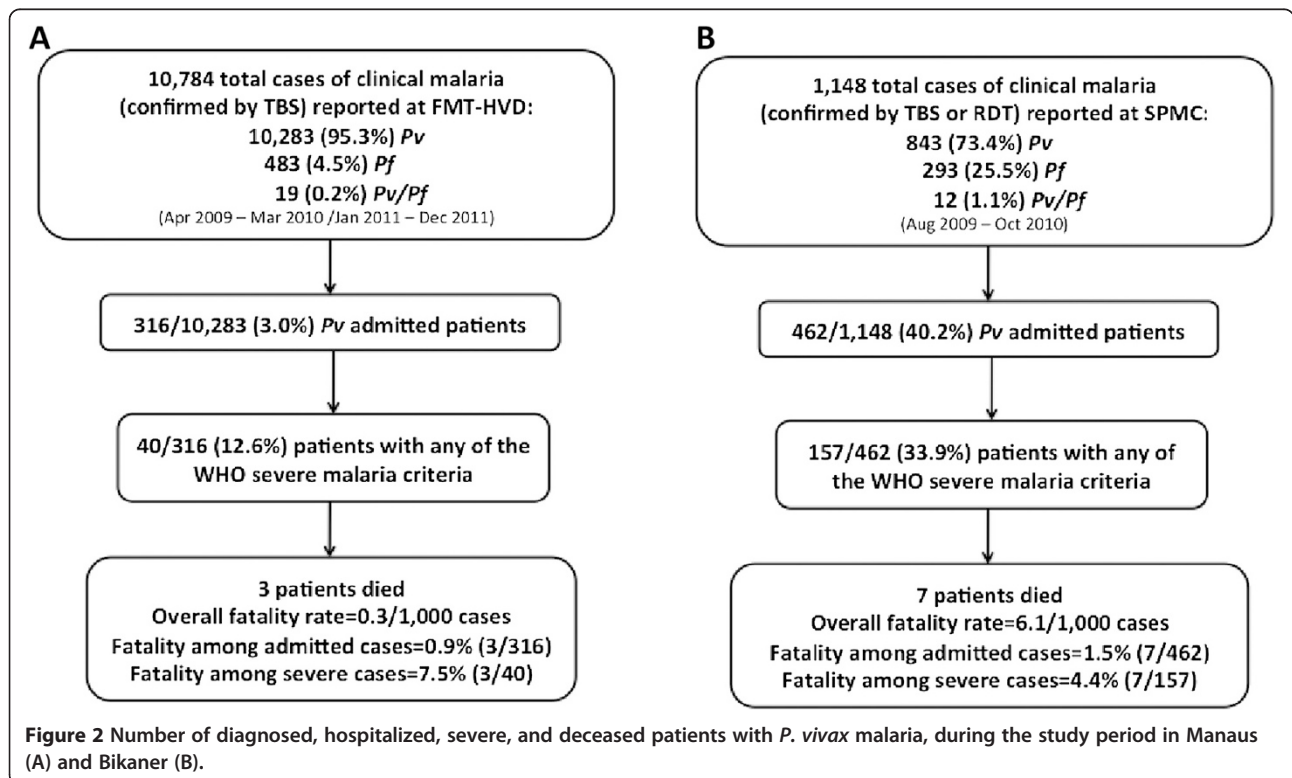 A
10,784 total cases of clinical malaria
(confirmed by TBS) reported at FMT-HVD:
10,283 (95.3%) Pv
483 (4.5%) Pf
19 (0.2%) Pv/Pf
(Apr 2009 – Mar 2010 /Jan 2011 – Dec 2011)
316/10,283 (3.0%) Pv admitted patients
40/316 (12.6%) patients with any of the
WHO severe malaria criteria
3 patients died
Overall fatality rate=0.3/1,000 cases
Fatality among admitted cases=0.9% (3/316)
Fatality among severe cases=7.5% (3/40)
B
1,148 total cases of clinical malaria
(confirmed by TBS or RDT) reported at SPMC:
843 (73.4%) Pv
293 (25.5%) Pf
12 (1.1%) Pv/Pf
(Aug 2009 – Oct 2010)
462/1,148 (40.2%) Pv admitted patients
157/462 (33.9%) patients with any of
the WHO severe malaria criteria
7 patients died
Overall fatality rate=6.1/1,000 cases
Fatality among admitted cases=1.5% (7/462)
Fatality among severe cases=4.4% (7/157)
Figure 2 Number of diagnosed, hospitalized, severe, and deceased patients with P. vivax malaria, during the study period in Manaus
(A) and Bikaner (B).